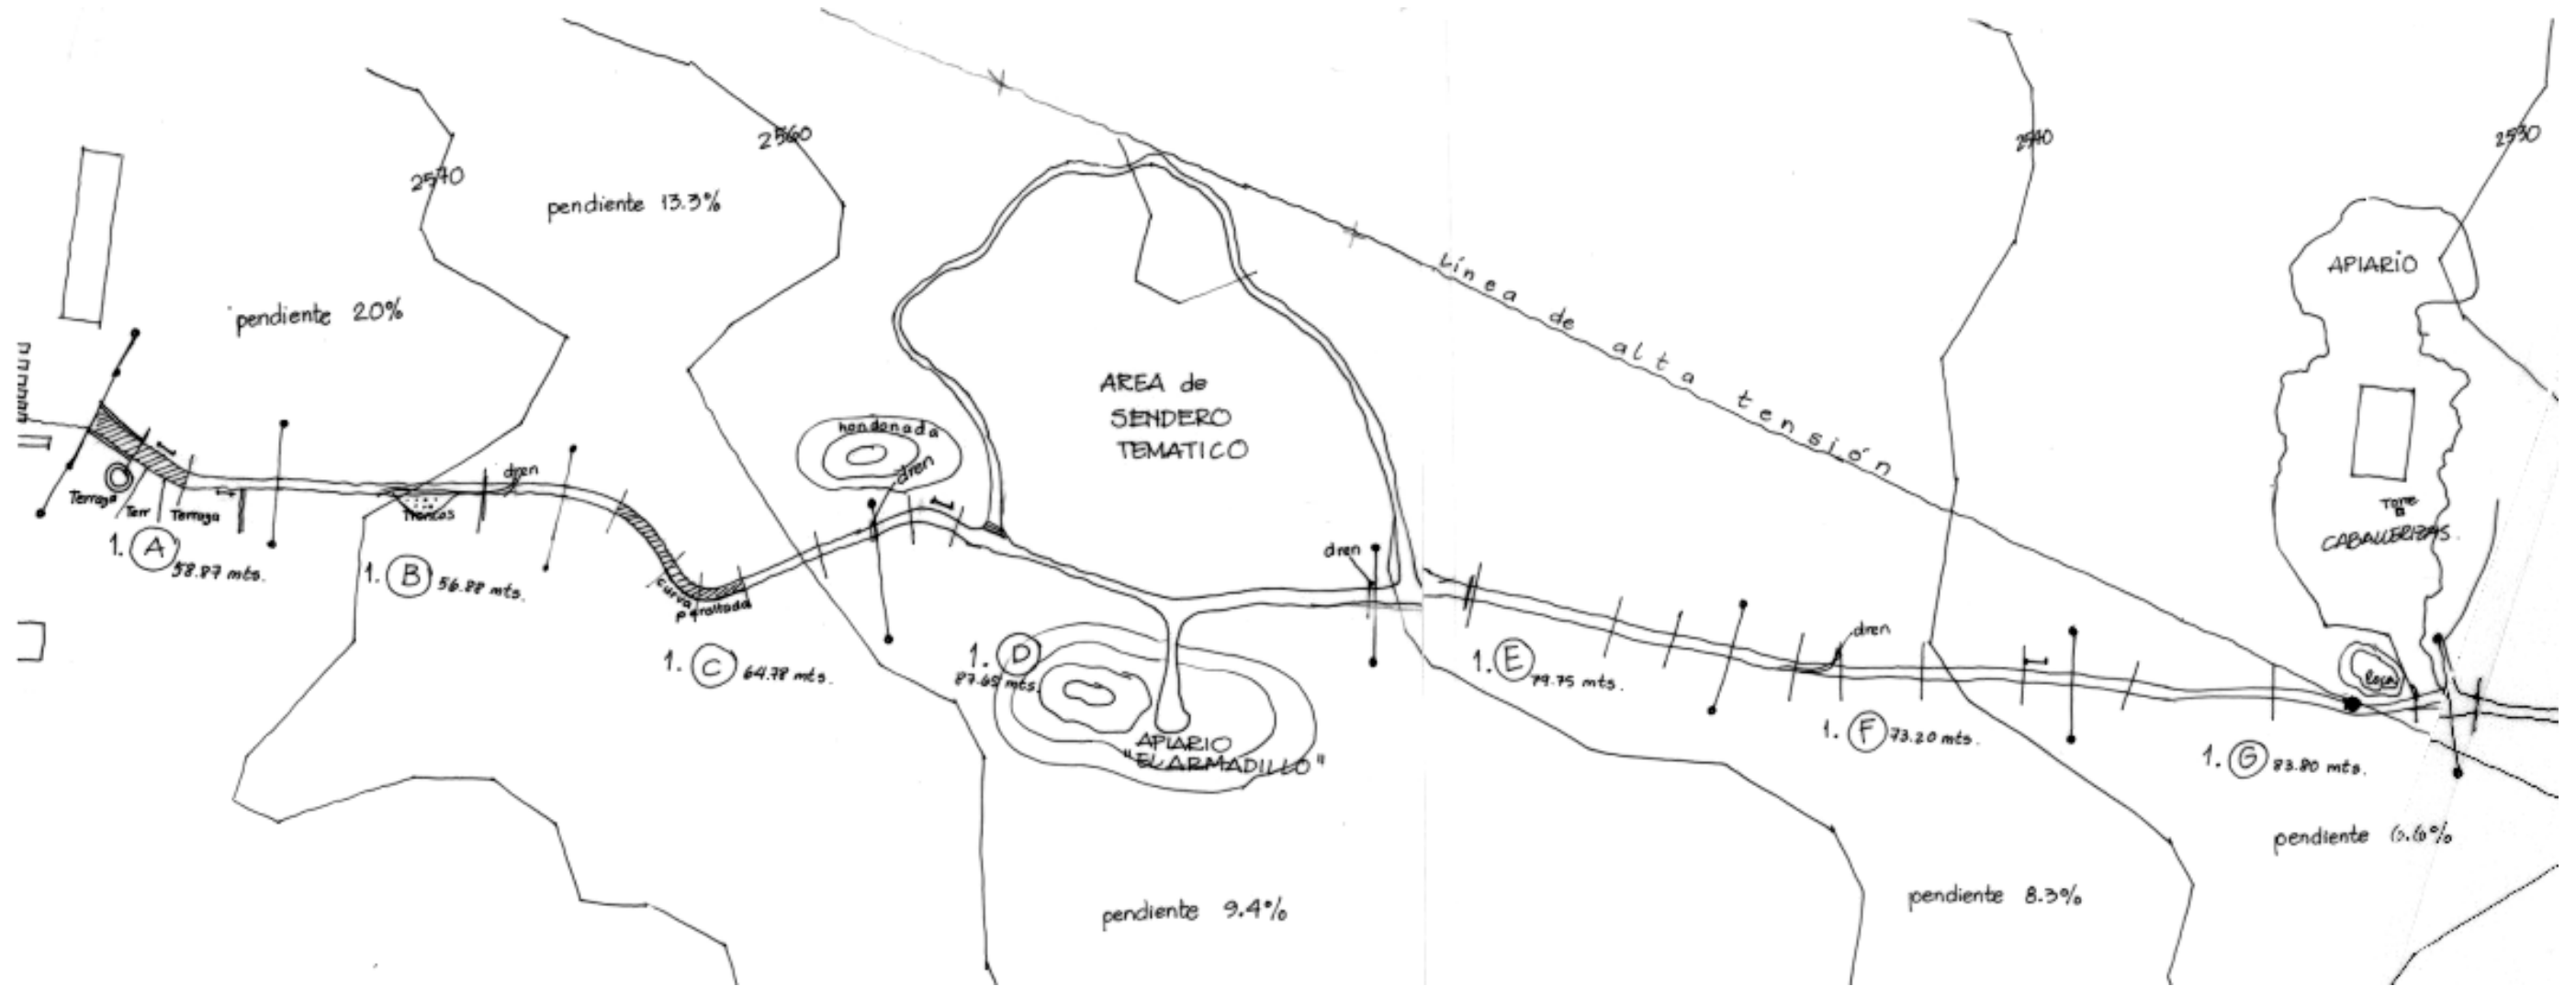 2570
2560
2540
2530
pendiente 13.3%
pendiente 20%
Línea de alta tensión
APIARIO
AREA de
SENDERO
TEMATICO
hondonada
dren
dren
Terraza
Terr
Terraza
Troncos
1. A 58.87 mts.
1. B 56.88 mts.
curva
peraltada
1. C 64.78 mts.
1. D
87.65 mts.
APIARIO
"EL ARMADILLO"
dren
1. E 79.75 mts.
dren
1. F 73.20 mts.
Torre
CABALLERIZAS.
1. G 83.80 mts.
pendiente 6.6%
pendiente 8.3%
pendiente 9.4%